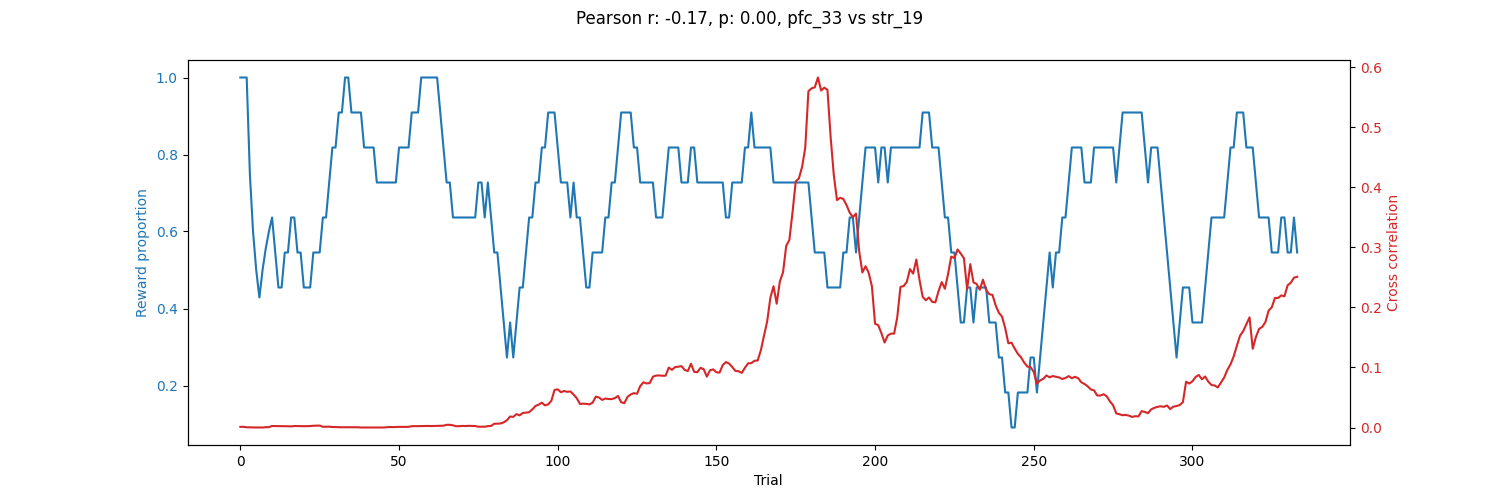 Pearson r: -0.17, p: 0.00, pfc_33 vs str_19
1.0
0.8
0.6
0.4
0.2
Reward proportion
0.6
0.5
0.4
0.3
0.2
0.1
0.0
Cross correlation
0 50 100 150 200 250 300
Trial